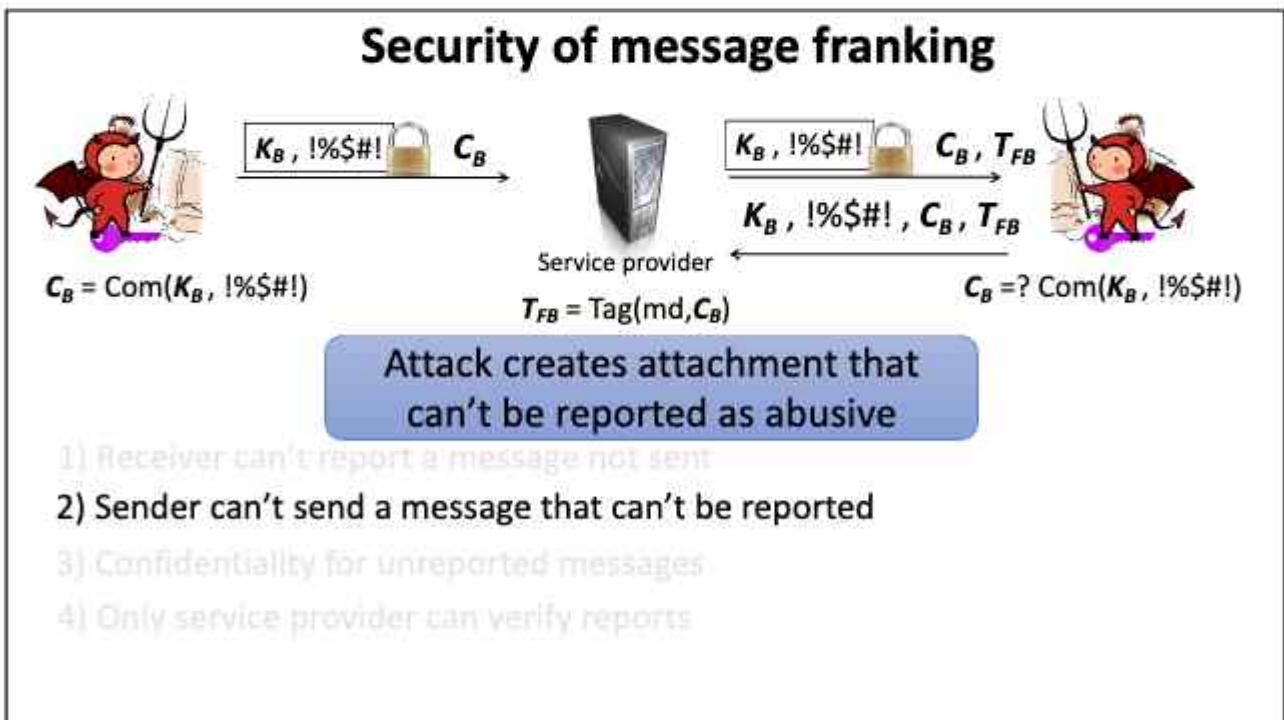 Security of message franking
K_B , !%$#! C_B
K_B , !%$#! C_B , T_FB
K_B , !%$#! , C_B , T_FB
Service provider
C_B = Com(K_B , !%$#!)
C_B =? Com(K_B , !%$#!)
T_FB = Tag(md,C_B)
Attack creates attachment that
can't be reported as abusive
1) Receiver can't report a message not sent
2) Sender can't send a message that can't be reported
3) Confidentiality for unreported messages
4) Only service provider can verify reports